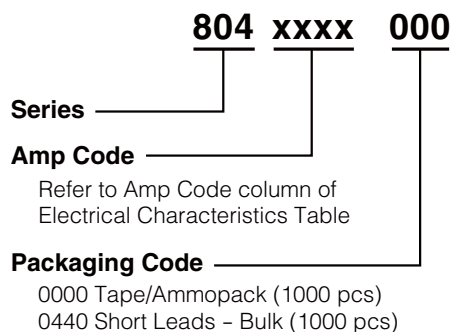 804 xxxx 000
Series
Amp Code
Refer to Amp Code column of
Electrical Characteristics Table
Packaging Code
0000 Tape/Ammopack (1000 pcs)
0440 Short Leads – Bulk (1000 pcs)